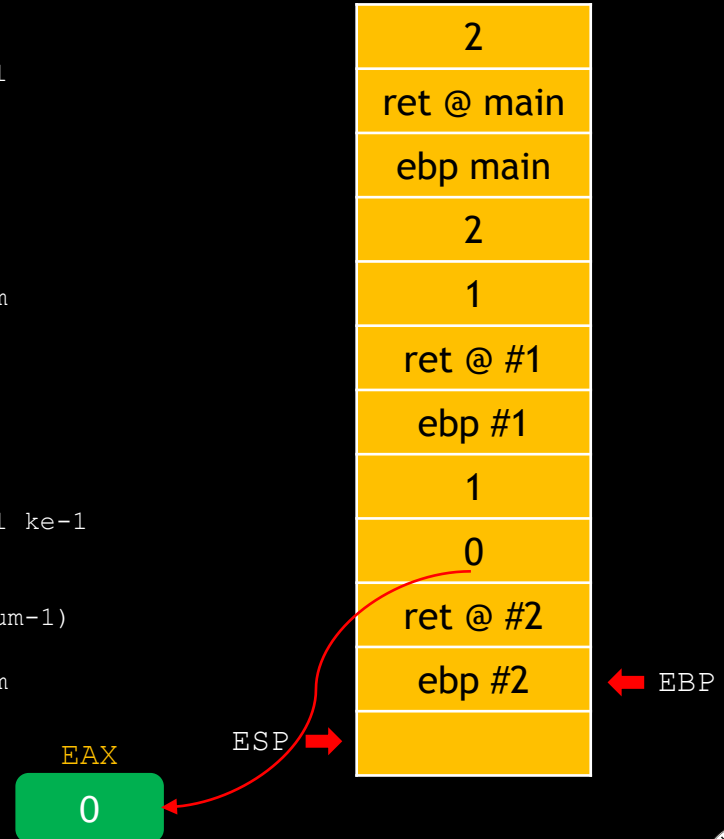 2
ret @ main
ebp main
2
1
ret @ #1
ebp #1
1
ke-1
0
um-1)
ret @ #2
ebp #2
EBP
ESP
EAX
0